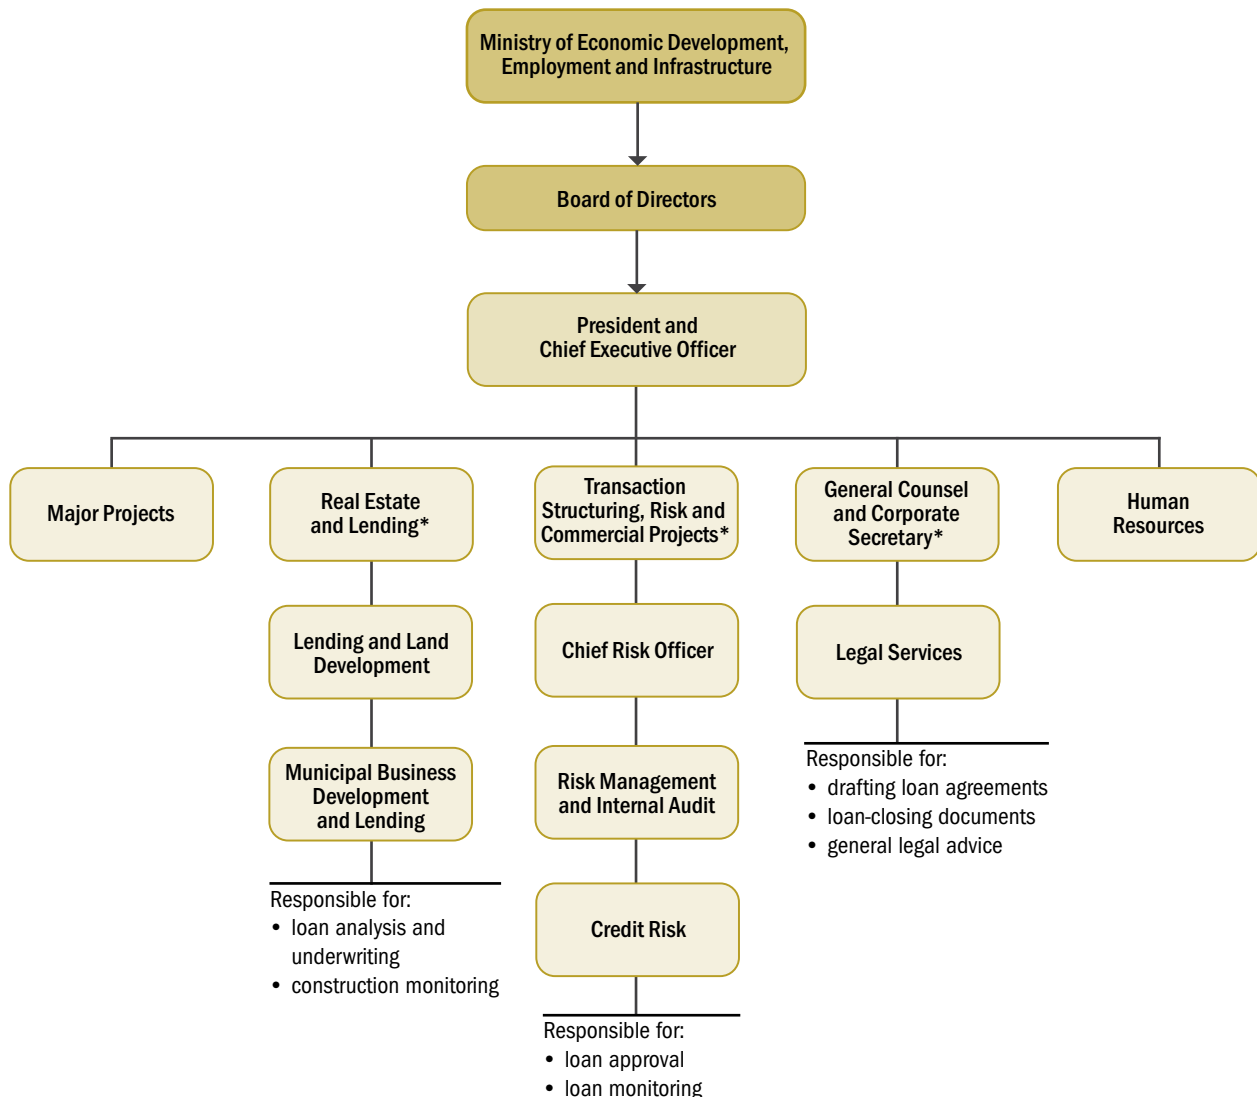 Ministry of Economic Development,
Employment and Infrastructure
Board of Directors
President and
Chief Executive Officer
Major Projects
Real Estate
and Lending*
Transaction
Structuring, Risk and
Commercial Projects*
General Counsel
and Corporate
Secretary*
Human
Resources
Lending and Land
Development
Chief Risk Officer
Legal Services
Municipal Business
Development
and Lending
Risk Management
and Internal Audit
Responsible for:
• drafting loan agreements
• loan-closing documents
• general legal advice
Responsible for:
• loan analysis and
underwriting
• construction monitoring
Credit Risk
Responsible for:
• loan approval
• loan monitoring